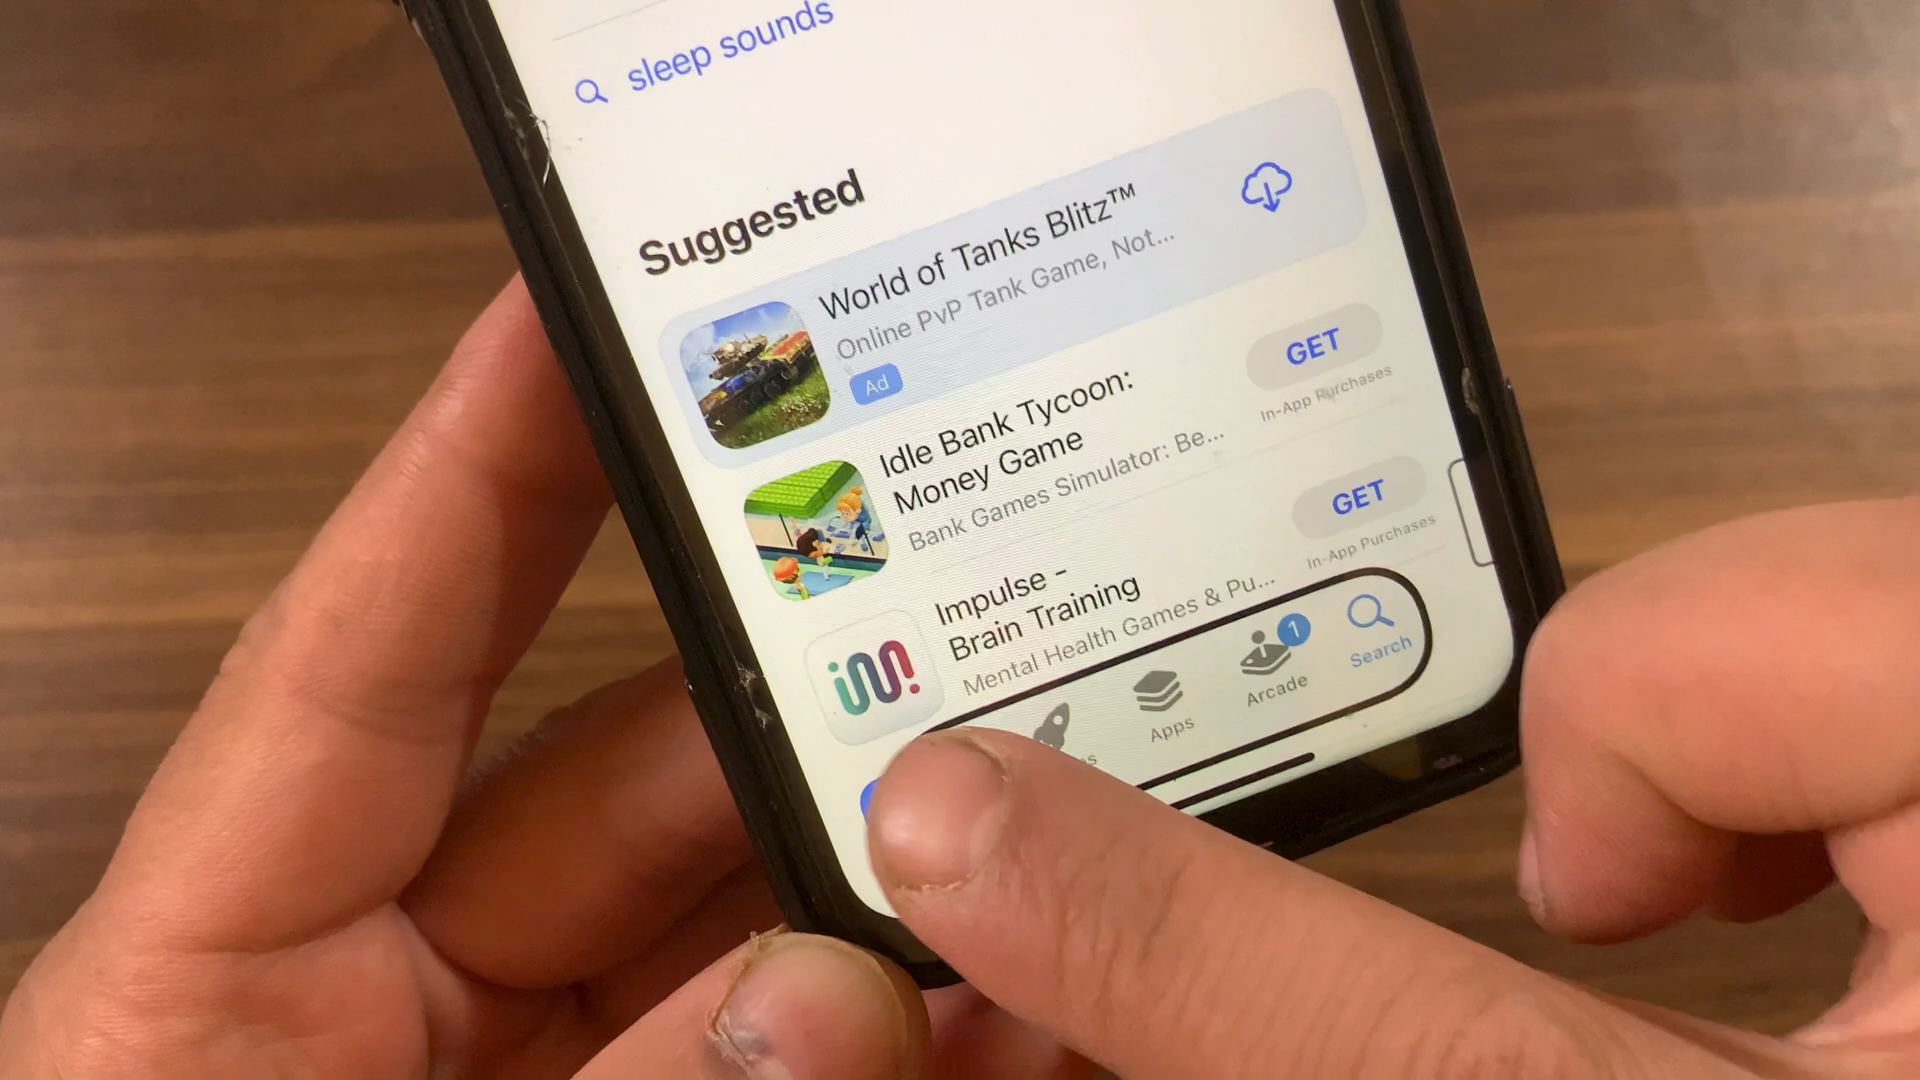 sleep sounds
Suggested
World of Tanks Blitz™
Online PvP Tank Game, Not...
Ad
Idle Bank Tycoon:
Money Game
Bank Games Simulator: Be...
GET
In-App Purchases
Impulse -
Brain Training
Mental Health Games & Pu...
GET
In-App Purchases
Apps
Arcade
1
Search